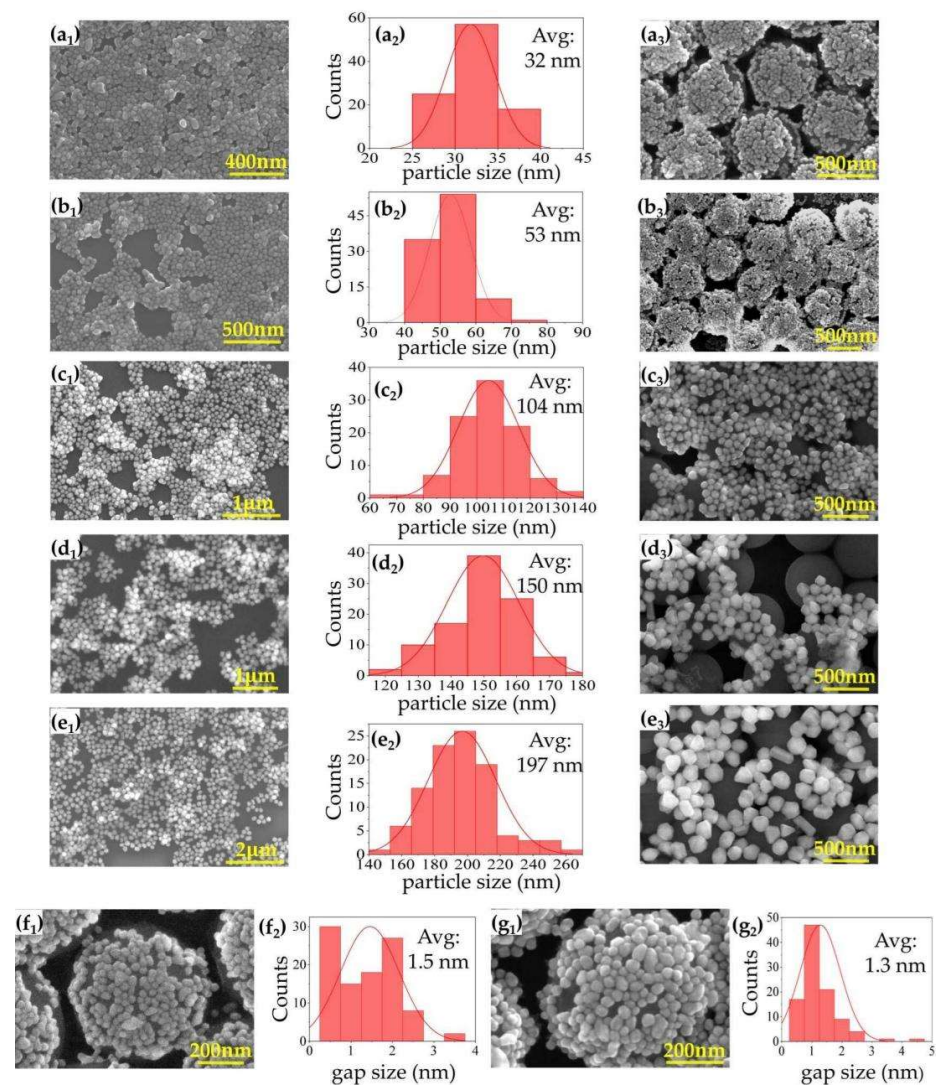 (a1)
400nm
(a2)
Avg:
32 nm
Counts
60
40
20
0
20 25 30 35 40 45
particle size (nm)
(a3)
500nm
(b1)
500nm
(b2)
Avg:
53 nm
Counts
45
30
15
0
30 40 50 60 70 80 90
particle size (nm)
(b3)
500nm
(c1)
1μm
(c2)
Avg:
104 nm
Counts
40
30
20
10
0
60 70 80 90 100 110 120 130 140
particle size (nm)
(c3)
500nm
(d1)
1μm
(d2)
Avg:
150 nm
Counts
40
30
20
10
0
120 130 140 150 160 170 180
particle size (nm)
(d3)
500nm
(e1)
2μm
(e2)
Avg:
197 nm
Counts
25
20
15
10
5
0
140 160 180 200 220 240 260
particle size (nm)
(e3)
500nm
(f1)
200nm
(f2)
Avg:
1.5 nm
Counts
30
20
10
0
0 1 2 3 4
gap size (nm)
(g1)
200nm
(g2)
Avg:
1.3 nm
Counts
50
40
30
20
10
0
0 1 2 3 4 5
gap size (nm)